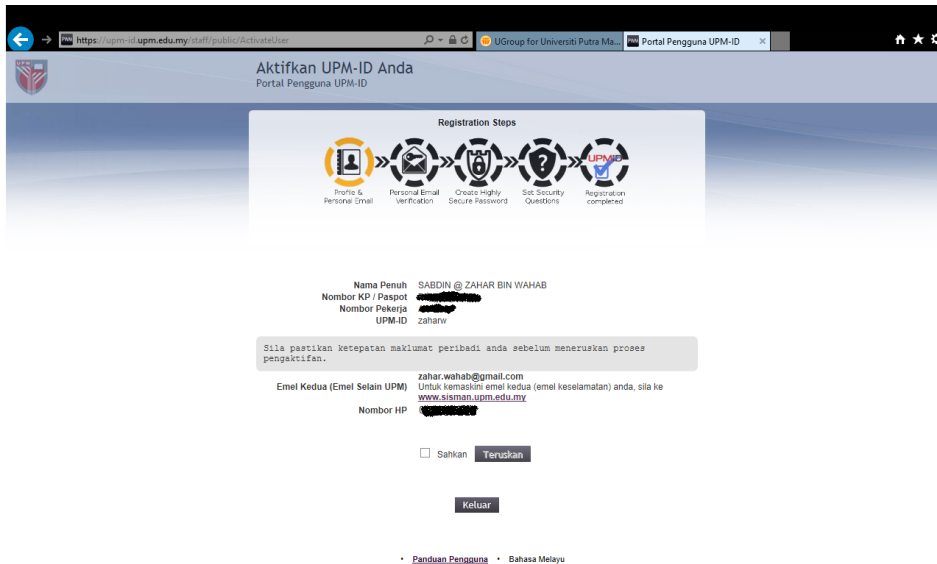 https://upm-id.upm.edu.my/staff/public/ActivateUser
UGroup for Universiti Putra Ma...
Portal Pengguna UPM-ID
UPM
Aktifkan UPM-ID Anda
Portal Pengguna UPM-ID
Registration Steps
UPMID
Profile & Personal Email
Personal Email Verification
Create Highly Secure Password
Set Security Questions
Registration completed
Nama Penuh SABDIN @ ZAHAR BIN WAHAB
Nombor KP / Paspot
Nombor Pekerja
UPM-ID zaharw
Sila pastikan ketepatan maklumat peribadi anda sebelum meneruskan proses
pengaktifan.
zahar.wahab@gmail.com
Emel Kedua (Emel Selain UPM) Untuk kemaskini emel kedua (emel keselamatan) anda, sila ke
www.sisman.upm.edu.my
Nombor HP
Sahkan Teruskan
Keluar
• Panduan Pengguna • Bahasa Melayu